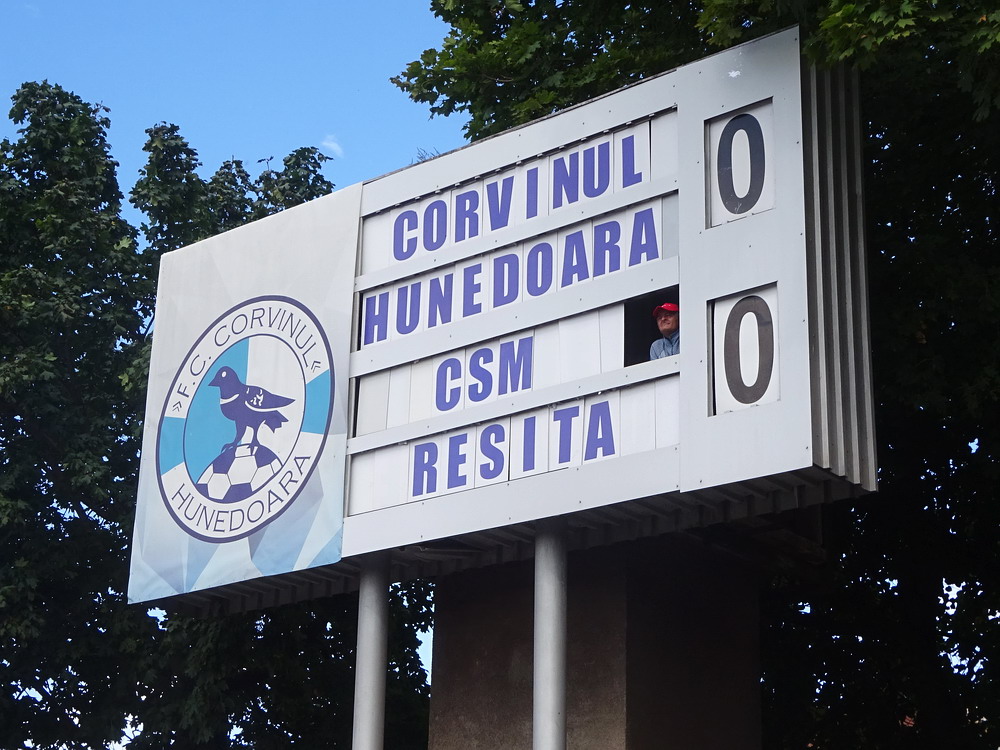 »F.C. CORVINUL«
HUNEDOARA
CORVINUL 0
HUNEDOARA
CSM 0
RESITA